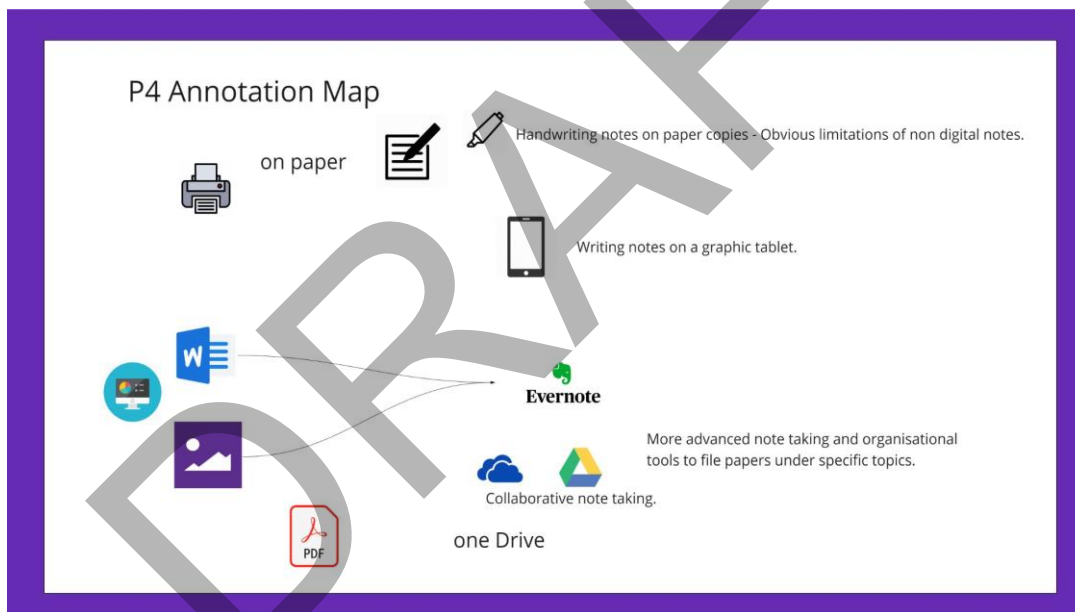 P4 Annotation Map
on paper
Handwriting notes on paper copies - Obvious limitations of non digital notes.
Writing notes on a graphic tablet.
W
Evernote
More advanced note taking and organisational
tools to file papers under specific topics.
Collaborative note taking.
PDF
one Drive
DRAFT